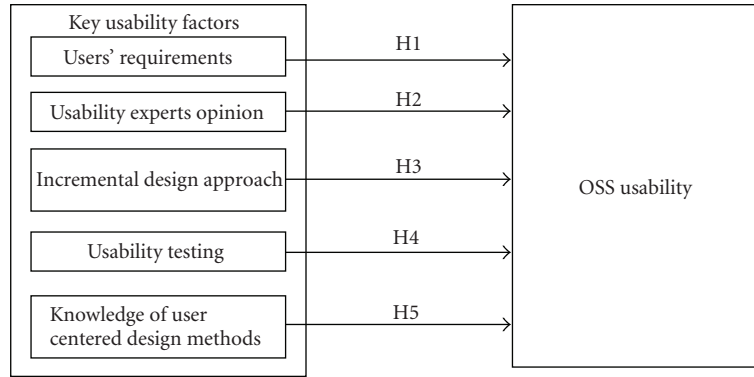 Key usability factors
Users’ requirements
H1
Usability experts opinion
H2
Incremental design approach
H3
OSS usability
Usability testing
H4
Knowledge of user
centered design methods
H5